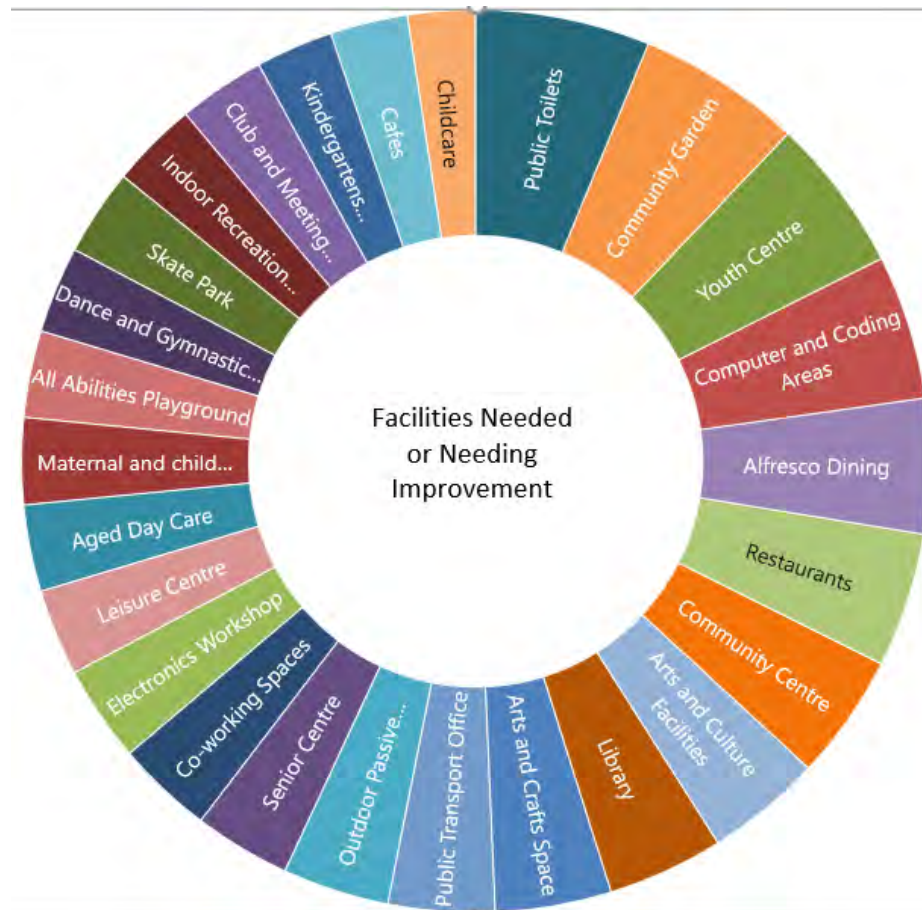 Facilities Needed
or Needing
Improvement
Public Toilets
Community Garden
Youth Centre
Computer and Coding
Areas
Alfresco Dining
Restaurants
Community Centre
Arts and Culture
Facilities
Library
Arts and Crafts Space
Public Transport Office
Outdoor Passive...
Senior Centre
Co-working Spaces
Electronics Workshop
Leisure Centre
Aged Day Care
Maternal and child...
All Abilities Playground
Dance and Gymnastic...
Skate Park
Indoor Recreation...
Club and Meeting...
Kindergartens...
Cafes
Childcare